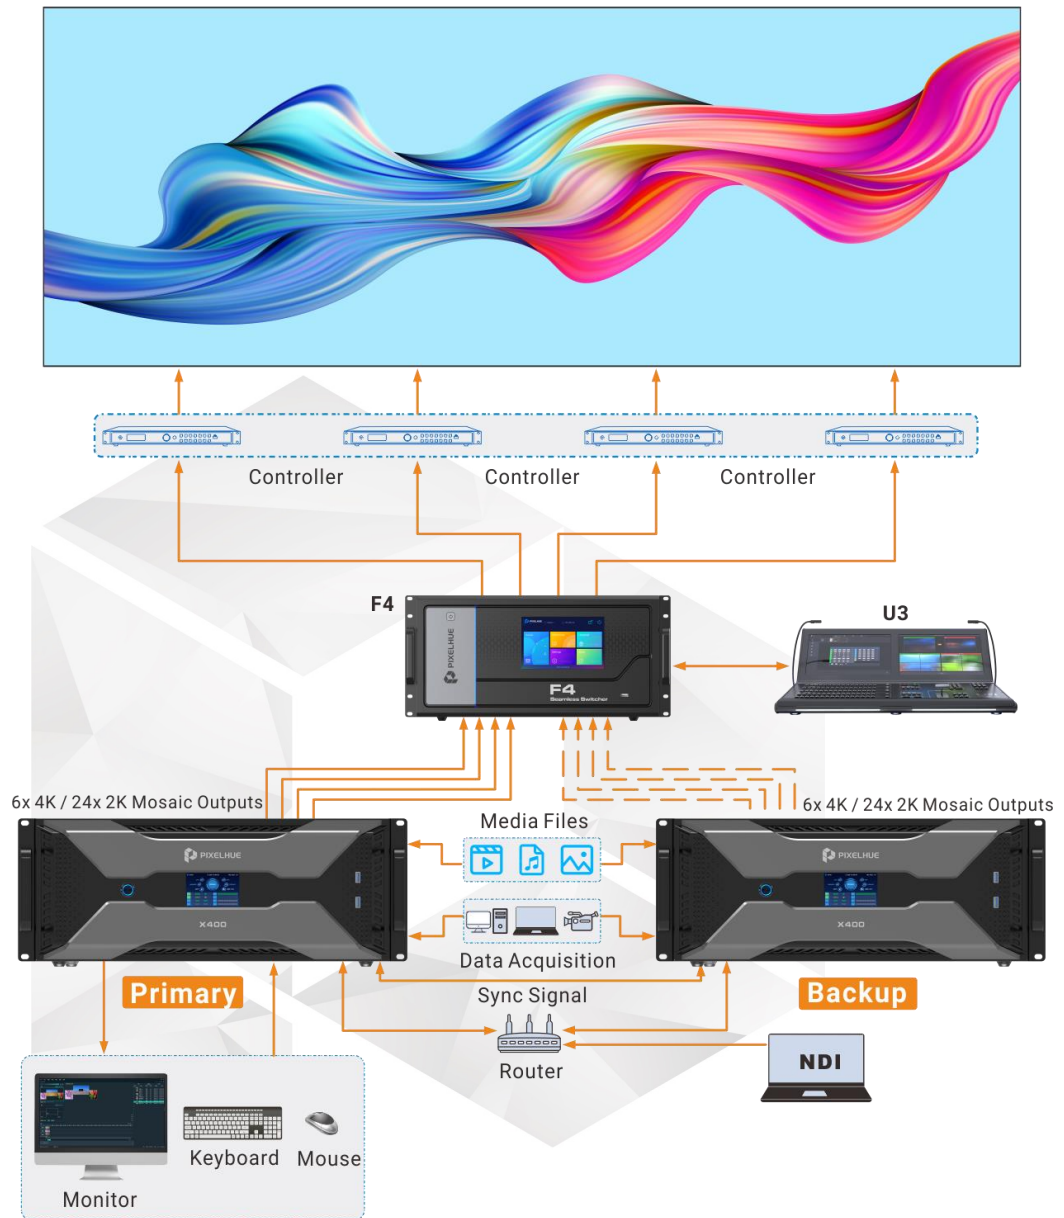 Controller
Controller
Controller
F4
PIXELHUE
F4
Seamless Switcher
U3
6x 4K / 24x 2K Mosaic Outputs
6x 4K / 24x 2K Mosaic Outputs
Media Files
PIXELHUE
PIXELHUE
X400
X400
Data Acquisition
Primary
Sync Signal
Backup
Router
NDI
Keyboard
Mouse
Monitor